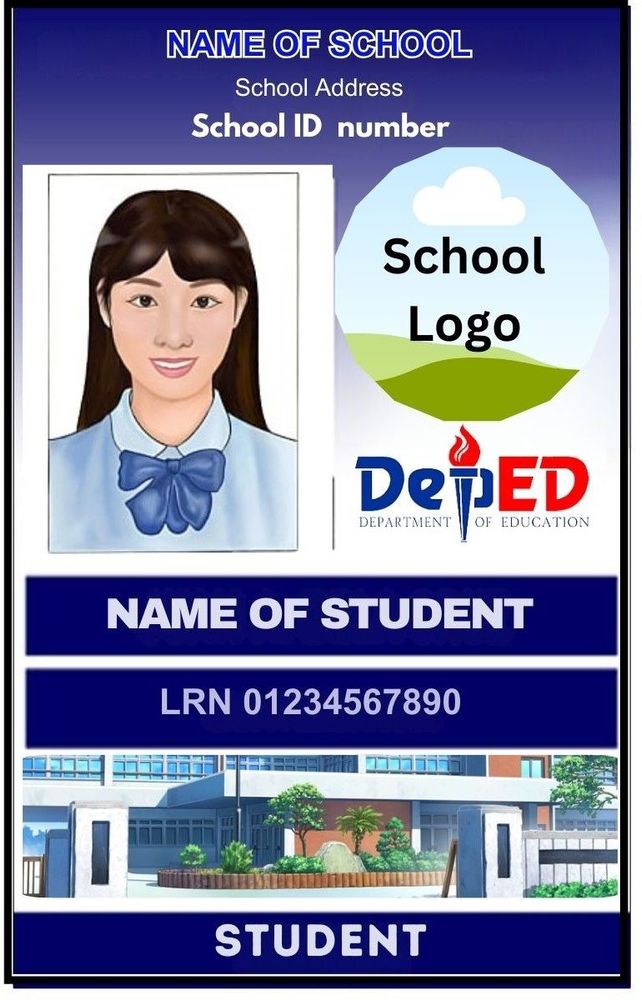 NAME OF SCHOOL
School Address
School ID number
School
Logo
DepED
DEPARTMENT OF EDUCATION
NAME OF STUDENT
LRN 01234567890
STUDENT